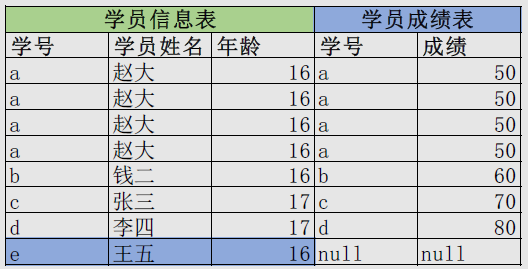 学员信息表 学员成绩表
学号 学员姓名 年龄 学号 成绩
a 赵大 16 a 50
a 赵大 16 a 50
a 赵大 16 a 50
a 赵大 16 a 50
b 钱二 16 b 60
c 张三 17 c 70
d 李四 17 d 80
e 王五 16 null null